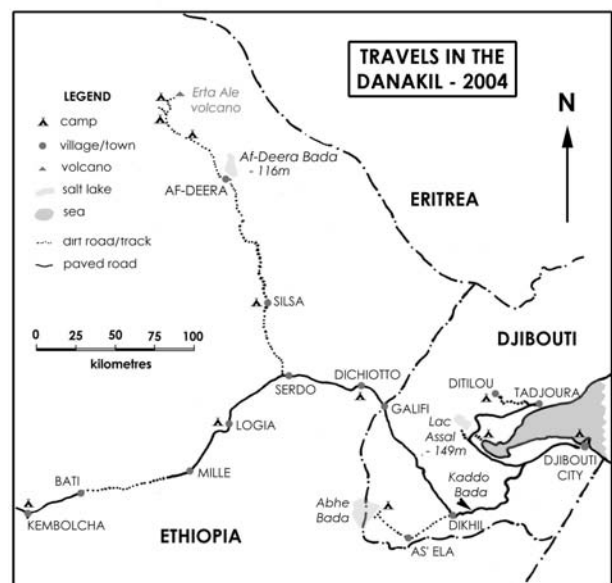 TRAVELS IN THE
DANAKIL - 2004
N
LEGEND
camp
village/town
volcano
salt lake
sea
dirt road/track
paved road
0 25 50 75 100
kilometres
Erta Ale
volcano
Af-Deera Bada
- 116m
AF-DEERA
ERITREA
SILSA
DJIBOUTI
SERDO
DICHIOTTO
GALIFI
DITILOU
TADJOURA
Lac
Assal
- 149m
DJIBOUTI
CITY
LOGIA
MILLE
BATI
KEMBOLCHA
ETHIOPIA
Kaddo
Bada
Abhe
Bada
DIKHIL
AS' ELA